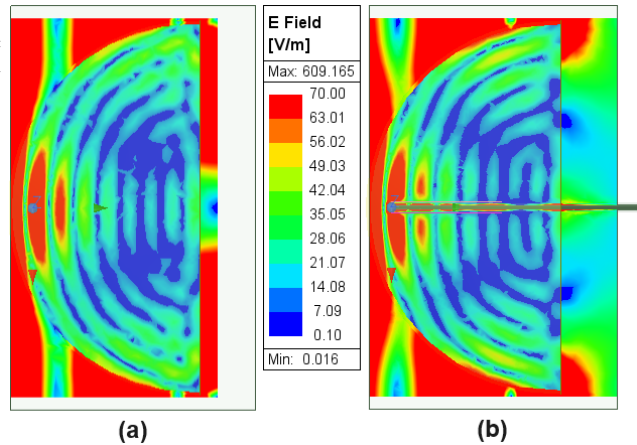 E Field
[V/m]
Max: 609.165
70.00
63.01
56.02
49.03
42.04
35.05
28.06
21.07
14.08
7.09
0.10
Min: 0.016
(a)
(b)